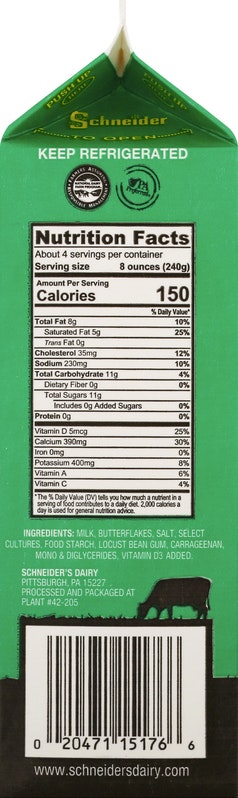 PUSH UP
PUSH UP
Schneider
TO OPEN
KEEP REFRIGERATED
PA Preferred
Nutrition Facts
About 4 servings per container
Serving size 8 ounces (240g)
Amount Per Serving
Calories 150
% Daily Value*
Total Fat 8g 10%
Saturated Fat 5g 25%
Trans Fat 0g
Cholesterol 35mg 12%
Sodium 230mg 10%
Total Carbohydrate 11g 4%
Dietary Fiber 0g 0%
Total Sugars 11g
Includes 0g Added Sugars 0%
Protein 0g 0%
Vitamin D 5mcg 25%
Calcium 390mg 30%
Iron 0mg 0%
Potassium 400mg 8%
Vitamin A 6%
Vitamin C 4%
*The % Daily Value (DV) tells you how much a nutrient in a
serving of food contributes to a daily diet. 2,000 calories a
day is used for general nutrition advice.
INGREDIENTS: MILK, BUTTERFLAKES, SALT, SELECT
CULTURES, FOOD STARCH, LOCUST BEAN GUM, CARRAGEENAN,
MONO & DIGLYCERIDES, VITAMIN D3 ADDED.
SCHNEIDER'S DAIRY
PITTSBURGH, PA 15227
PROCESSED AND PACKAGED AT
PLANT #42-205
0 20471 15176 6
www.schneidersdairy.com